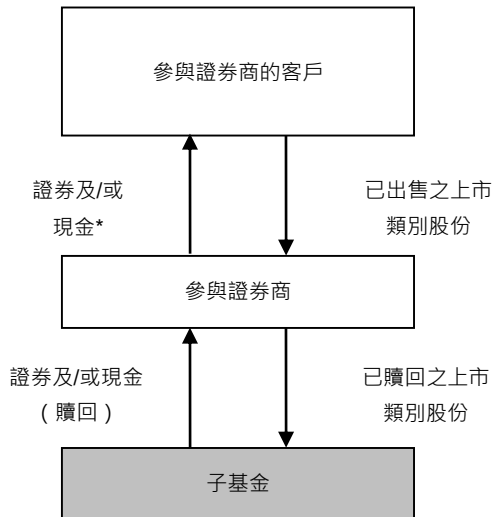 參與證券商的客戶
證券及/或
現金*
已出售之上市
類別股份
參與證券商
證券及/或現金
（贖回）
已贖回之上市
類別股份
子基金